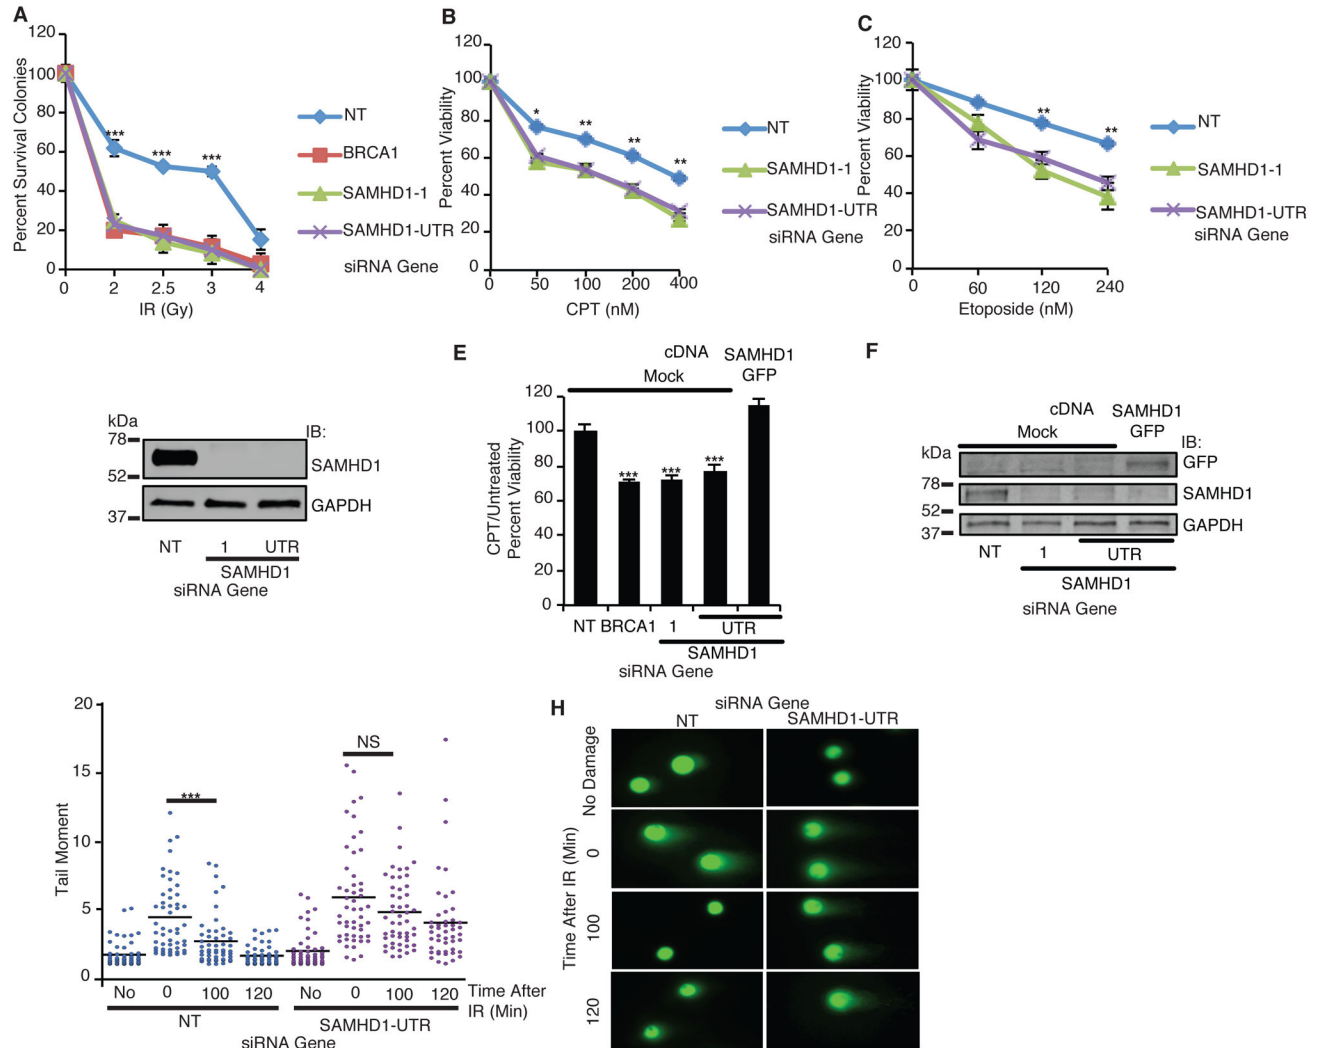 A
120
100
80
60
40
20
0
Percent Survival Colonies
***
***
***
0 2 2.5 3 4
IR (Gy)
NT
BRCA1
SAMHD1-1
SAMHD1-UTR
siRNA Gene
B
120
100
80
60
40
20
0
Percent Viability
*
**
**
**
0 50 100 200 400
CPT (nM)
NT
SAMHD1-1
SAMHD1-UTR
siRNA Gene
C
120
100
80
60
40
20
0
Percent Viability
**
**
0 60 120 240
Etoposide (nM)
NT
SAMHD1-1
SAMHD1-UTR
siRNA Gene
kDa
78
52
37
IB:
SAMHD1
GAPDH
NT 1 UTR
SAMHD1
siRNA Gene
E
cDNA SAMHD1
Mock GFP
120
100
80
60
40
20
0
CPT/Untreated
Percent Viability
*** *** ***
NT BRCA1 1 UTR
SAMHD1
siRNA Gene
F
cDNA SAMHD1
Mock GFP
kDa
78
52
37
IB:
GFP
SAMHD1
GAPDH
NT 1 UTR
SAMHD1
siRNA Gene
20
15
10
5
0
Tail Moment
***
NS
No 0 100 120 No 0 100 120 Time After
IR (Min)
NT SAMHD1-UTR
siRNA Gene
H
siRNA Gene
NT SAMHD1-UTR
No Damage
0
100
120
Time After IR (Min)